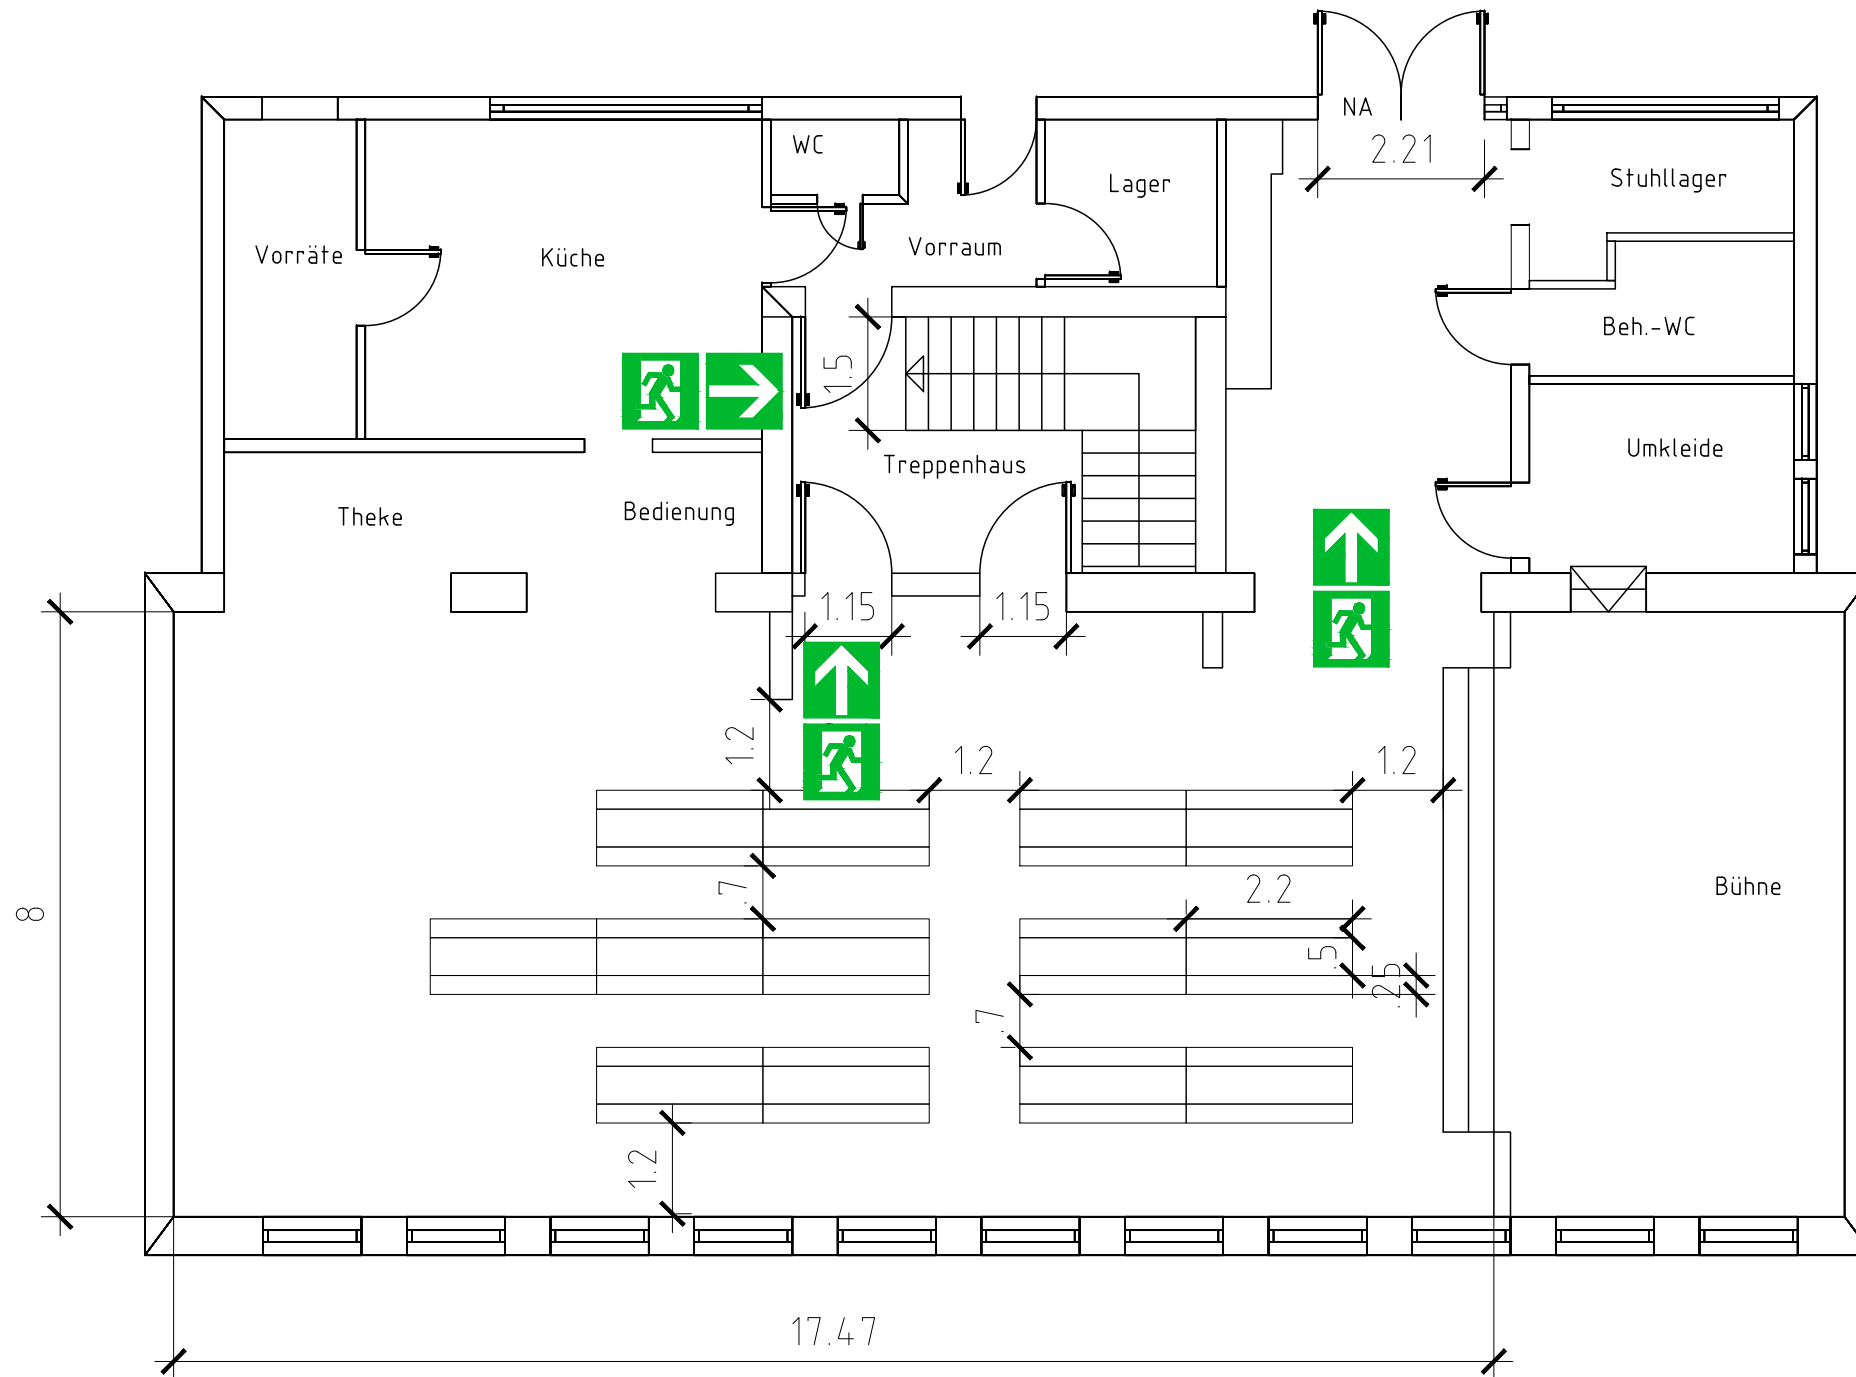 NA
2.21
WC
Lager
Stuhllager
Vorräte
Küche
Vorraum
Beh.-WC
1.5
Umkleide
Treppenhaus
Theke
Bedienung
1.15
1.15
1.2
1.2
1.2
.7
2.2
Bühne
8
.5
.25
.7
1.2
17.47